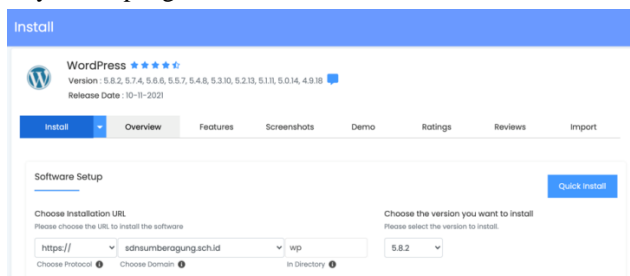 Install
WordPress
Version : 5.8.2, 5.7.4, 5.6.6, 5.5.7, 5.4.8, 5.3.10, 5.2.13, 5.1.11, 5.0.14, 4.9.18
Release Date : 10-11-2021
Install Overview Features Screenshots Demo Ratings Reviews Import
Software Setup
Quick Install
Choose Installation URL
Please choose the URL to install the software
https:// sdnsumberagung.sch.id wp
Choose Protocol Choose Domain In Directory
Choose the version you want to install
Please select the version to install.
5.8.2